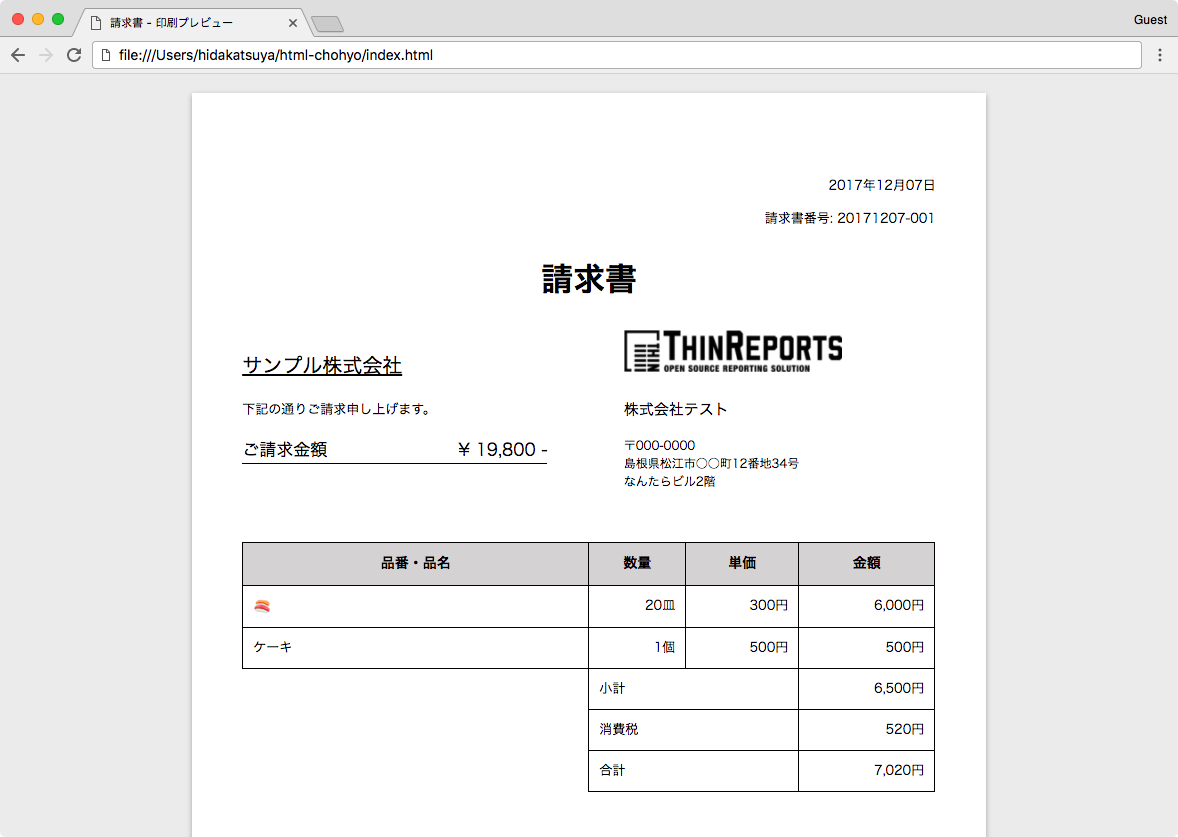 請求書 - 印刷プレビュー
Guest
file:///Users/hidakatsuya/html-chohyo/index.html
2017年12月07日
請求書番号: 20171207-001
請求書
THINREPORTS
THIN
OPEN SOURCE REPORTING SOLUTION
サンプル株式会社
下記の通りご請求申し上げます。
株式会社テスト
ご請求金額 ¥ 19,800 -
〒000-0000
島根県松江市〇〇町12番地34号
なんたらビル2階
品番・品名 数量 単価 金額
🍣 20皿 300円 6,000円
ケーキ 1個 500円 500円
小計 6,500円
消費税 520円
合計 7,020円